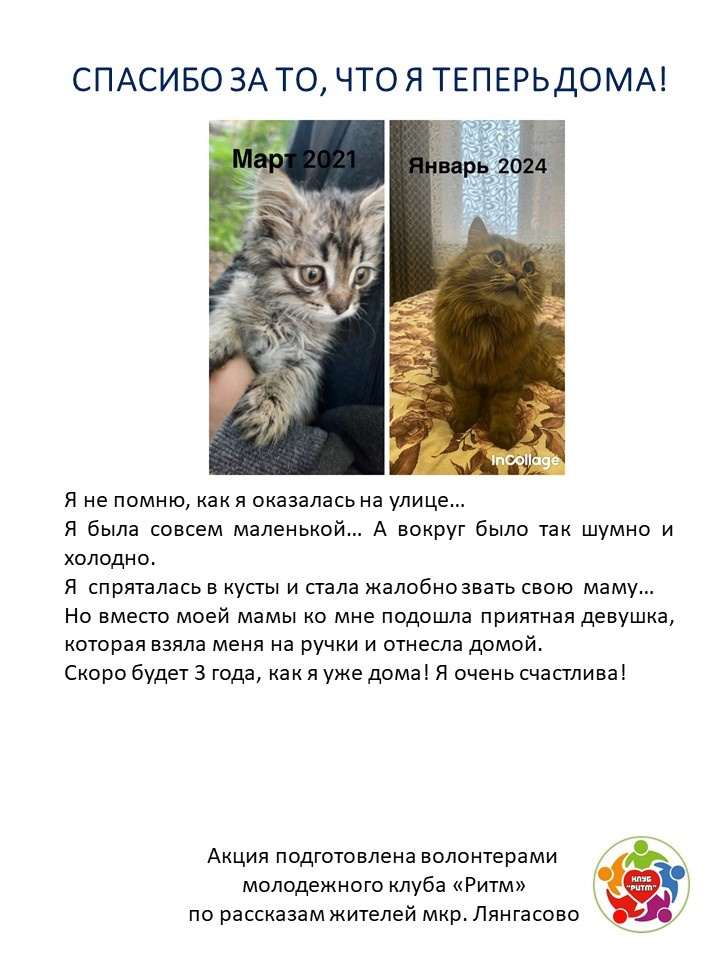 СПАСИБО ЗА ТО, ЧТО Я ТЕПЕРЬ ДОМА!
Март 2021
Январь 2024
InCollage
Я не помню, как я оказалась на улице…
Я была совсем маленькой… А вокруг было так шумно и
холодно.
Я спряталась в кусты и стала жалобно звать свою маму…
Но вместо моей мамы ко мне подошла приятная девушка,
которая взяла меня на ручки и отнесла домой.
Скоро будет 3 года, как я уже дома! Я очень счастлива!
Акция подготовлена волонтерами
молодежного клуба «Ритм»
по рассказам жителей мкр. Лянгасово
КЛУБ
"РИТМ"